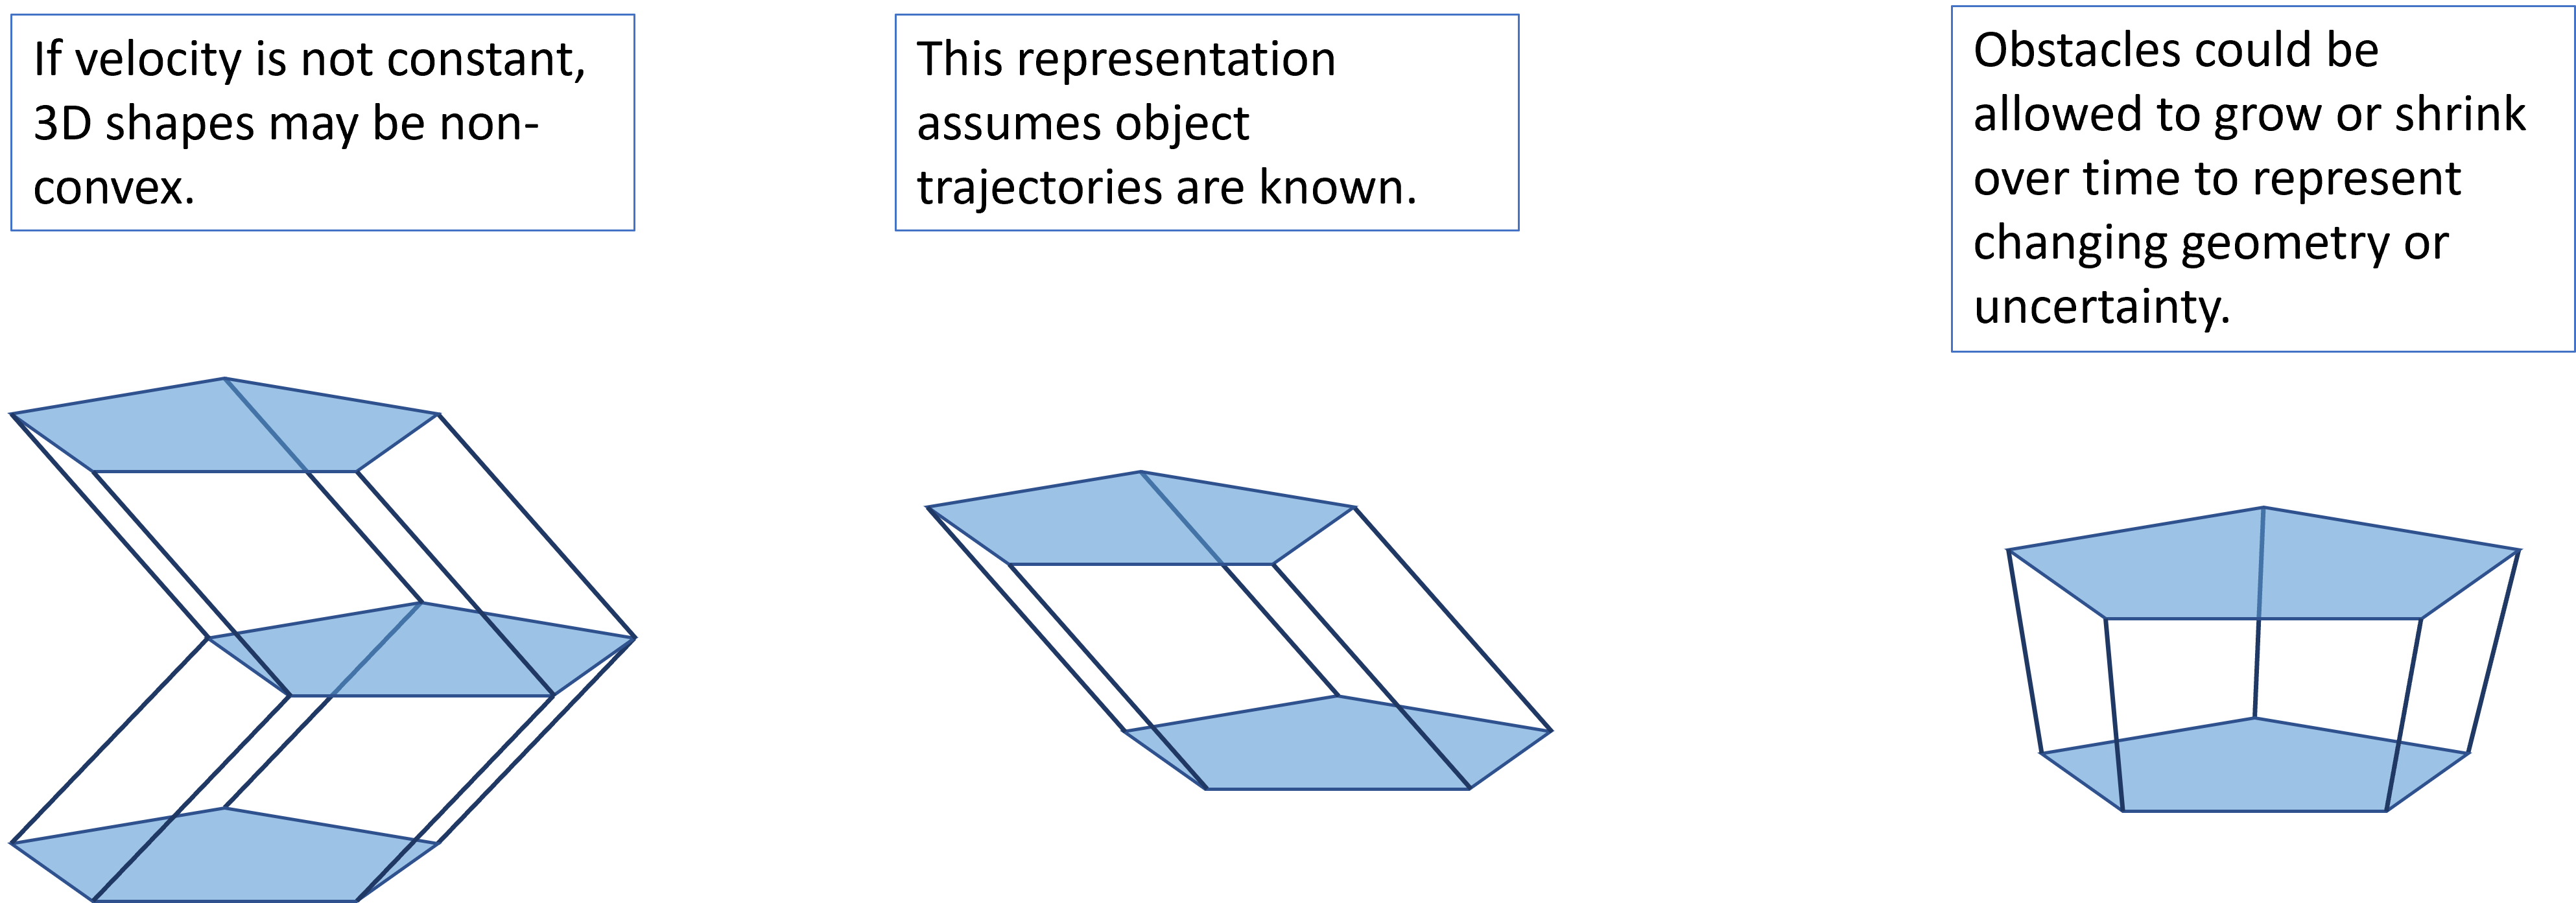 If velocity is not constant,
3D shapes may be non-
convex.
This representation
assumes object
trajectories are known.
Obstacles could be
allowed to grow or shrink
over time to represent
changing geometry or
uncertainty.